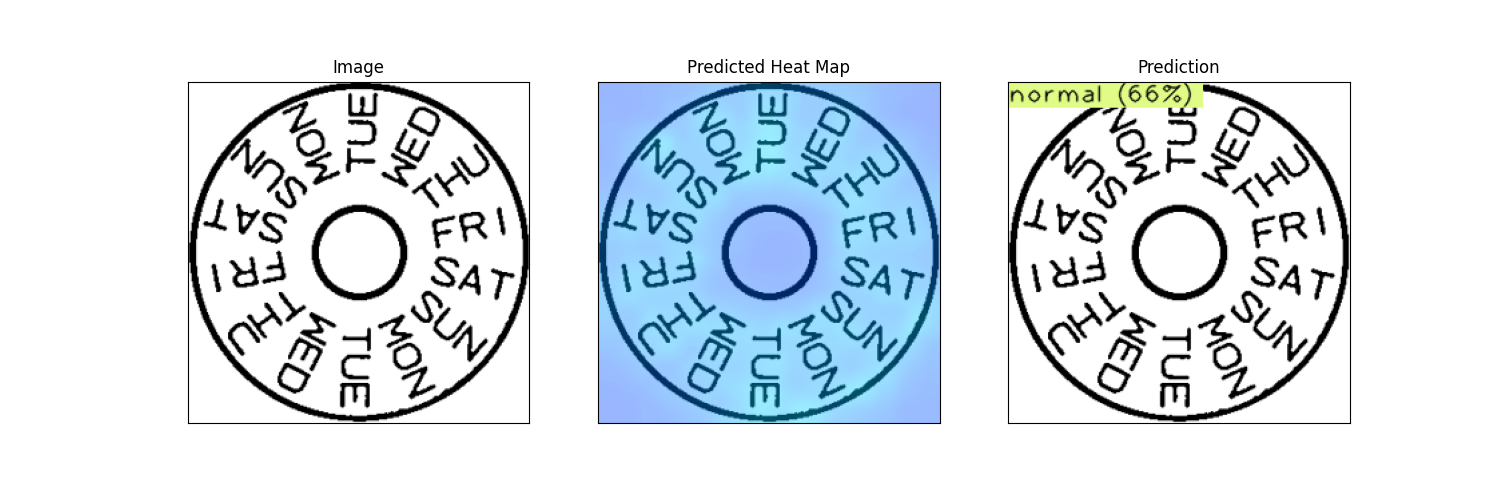 Image
TUE
WED
THU
FRI
SAT
SUN
MON
TUE
WED
THU
FRI
SAT
SUN
MON
Predicted Heat Map
TUE
WED
THU
FRI
SAT
SUN
MON
TUE
WED
THU
FRI
SAT
SUN
MON
Prediction
normal (66%)
TUE
WED
THU
FRI
SAT
SUN
MON
TUE
WED
THU
FRI
SAT
SUN
MON